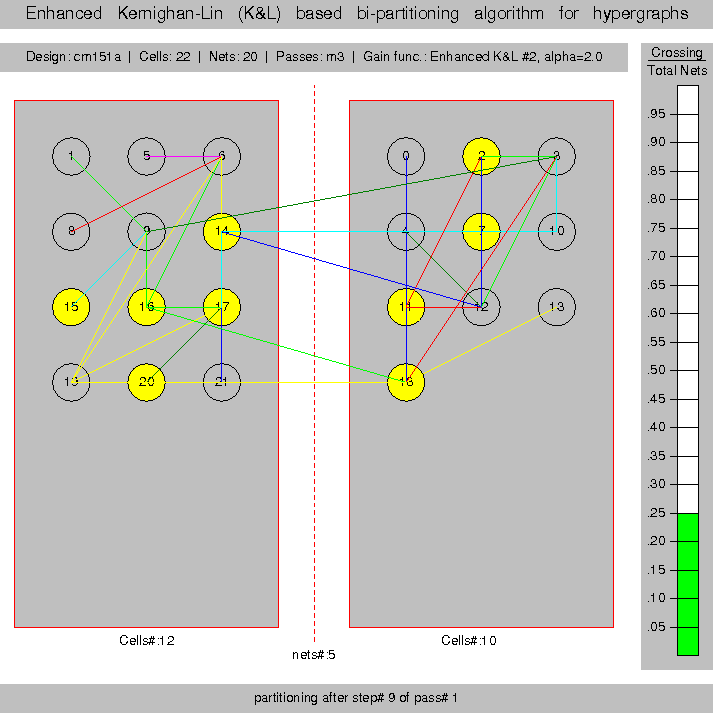 Enhanced Kernighan-Lin (K&L) based bi-partitioning algorithm for hypergraphs
Design: cm151a | Cells: 22 | Nets: 20 | Passes: m3 | Gain func.: Enhanced K&L #2, alpha=2.0
Crossing
Total Nets
.95
.90
.85
.80
.75
.70
.65
.60
.55
.50
.45
.40
.35
.30
.25
.20
.15
.10
.05
1 5 6 0 2 3
8 9 14 4 7 10
15 16 17 11 12 13
19 20 21 18
Cells#:12
Cells#:10
nets#:5
partitioning after step# 9 of pass# 1